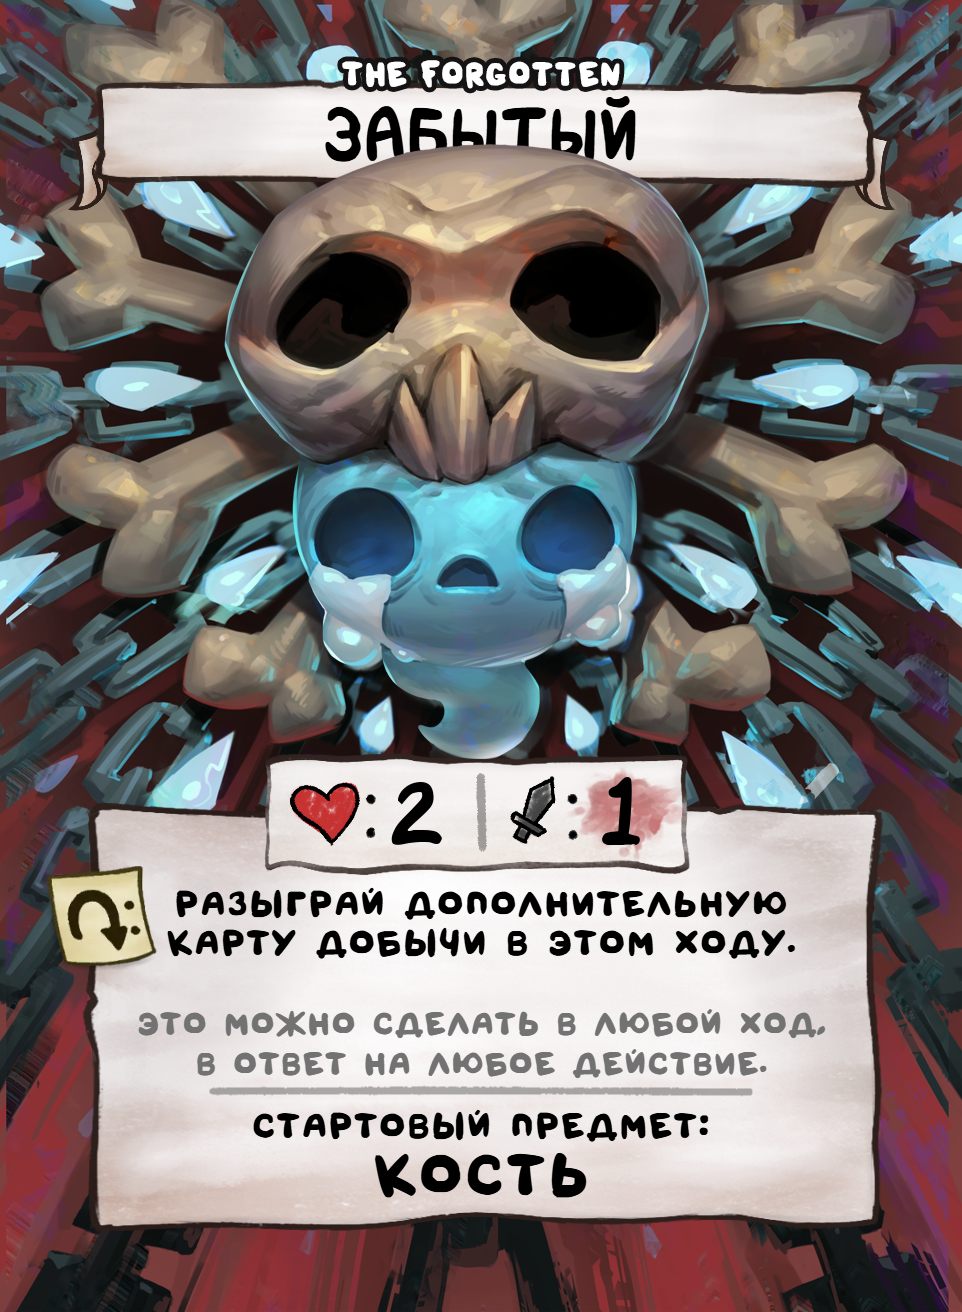 THE FORGOTTEN
ЗАБЫТЫЙ
:2 | :1
РАЗЫГРАЙ ДОПОЛНИТЕЛЬНУЮ
КАРТУ ДОБЫЧИ В ЭТОМ ХОДУ.
ЭТО МОЖНО СДЕЛАТЬ В ЛЮБОЙ ХОД,
В ОТВЕТ НА ЛЮБОЕ ДЕЙСТВИЕ.
СТАРТОВЫЙ ПРЕДМЕТ:
КОСТЬ